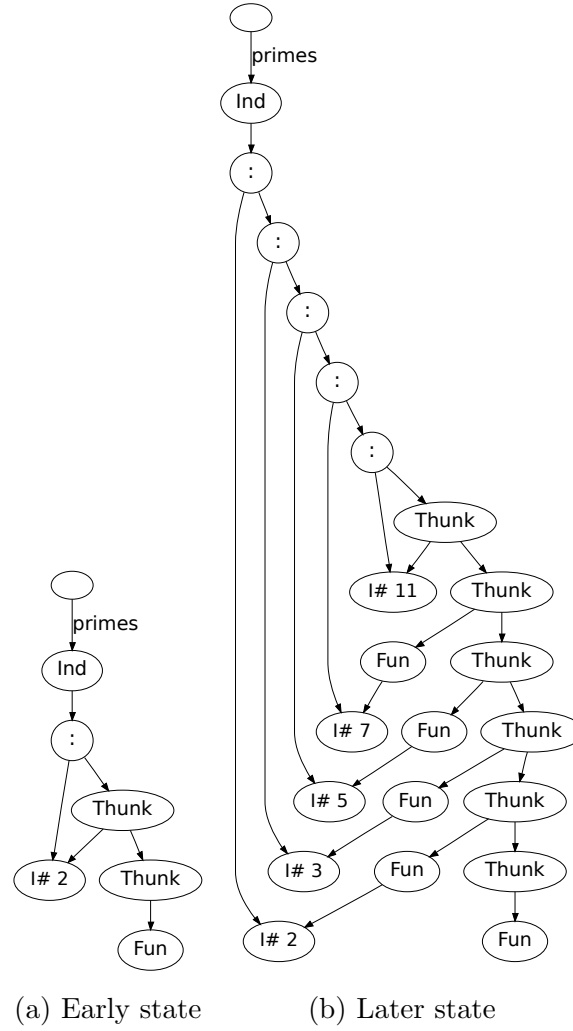 primes
Ind
:
:
:
:
:
Thunk
I# 11
Thunk
Fun
Thunk
I# 7
Fun
Thunk
I# 5
Fun
Thunk
I# 3
Fun
Thunk
I# 2
Fun
primes
Ind
:
Thunk
I# 2
Thunk
Fun
(a) Early state
(b) Later state